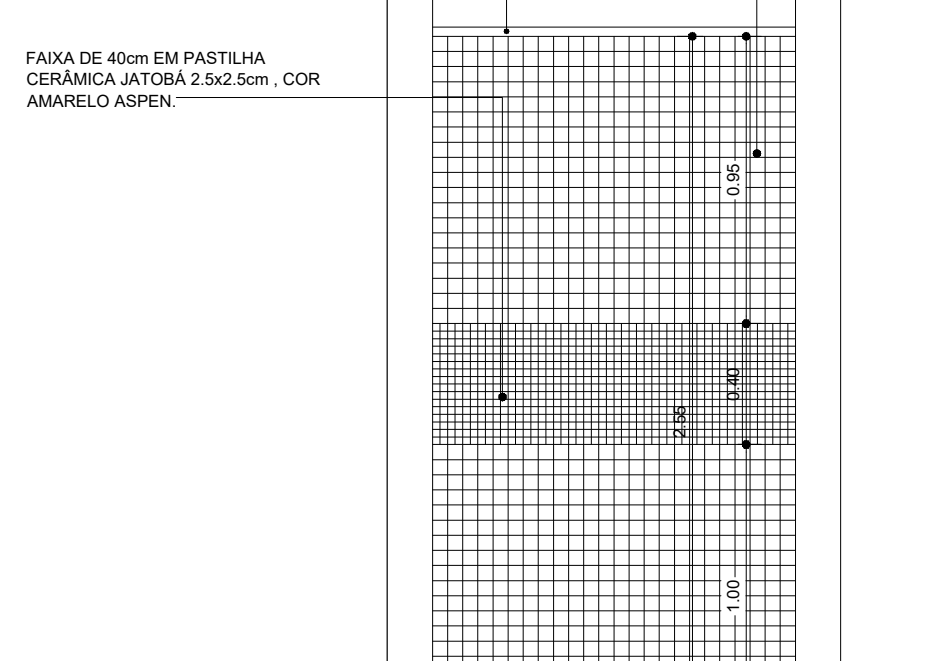 FAIXA DE 40cm EM PASTILHA
CERÂMICA JATOBÁ 2.5x2.5cm , COR
AMARELO ASPEN.
0.95
0.40
2.55
1.00